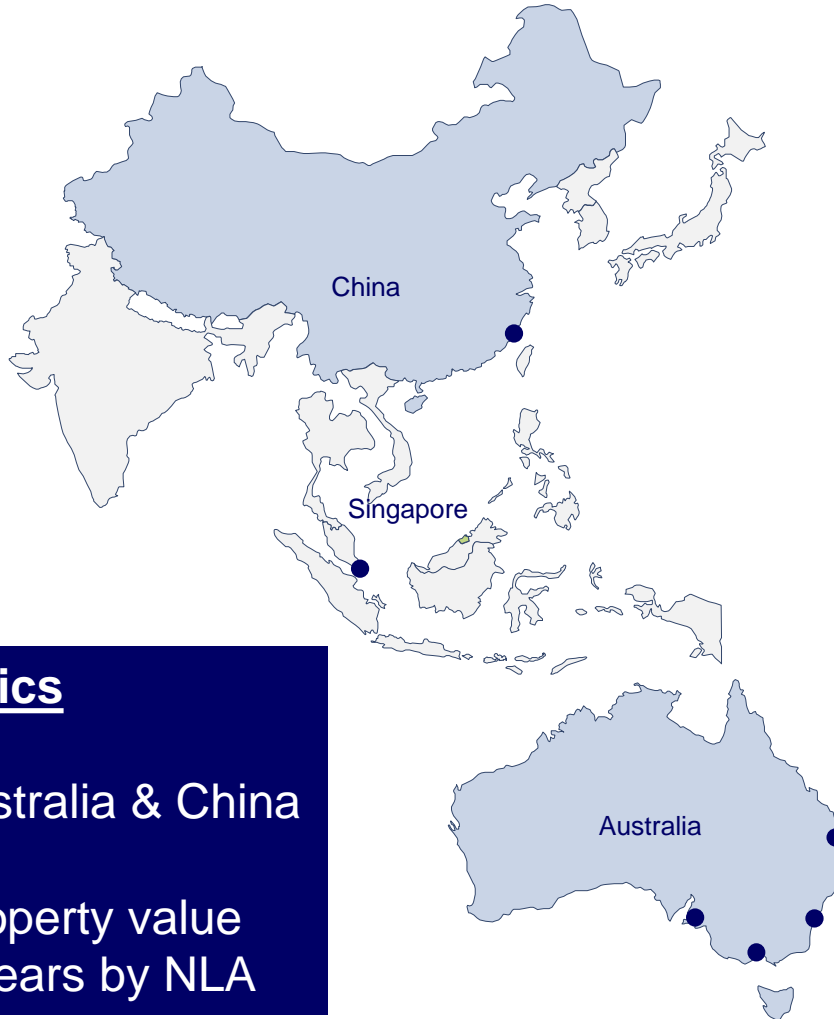 China
Singapore
Australia
ics
stralia & China
operty value
ears by NLA